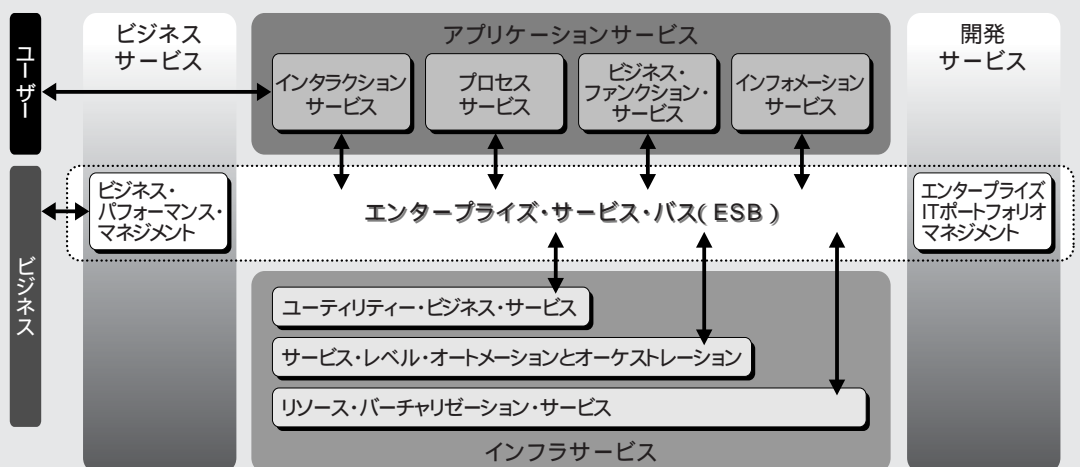 ユーザー
ビジネス
サービス
アプリケーションサービス
開発
サービス
インタラクション
サービス
プロセス
サービス
ビジネス・
ファンクション・
サービス
インフォメーション
サービス
ビジネス
ビジネス・
パフォーマンス・
マネジメント
エンタープライズ・サービス・バス(ESB)
エンタープライズ
ITポートフォリオ
マネジメント
ユーティリティー・ビジネス・サービス
サービス・レベル・オートメーションとオーケストレーション
リソース・バーチャリゼーション・サービス
インフラサービス